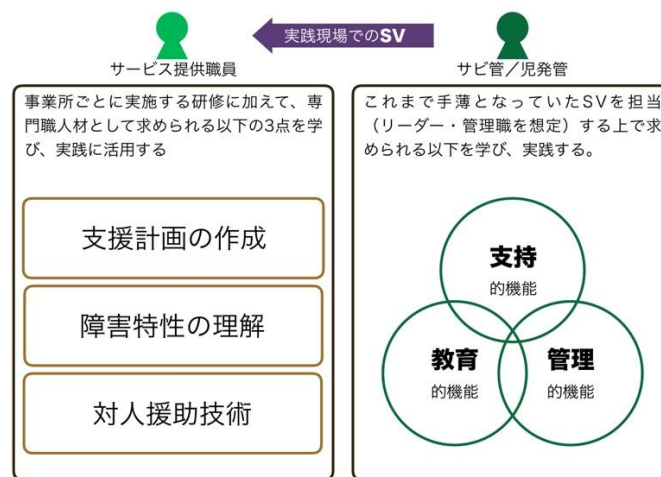 実践現場でのSV
サービス提供職員
サビ管／児発管
事業所ごとに実施する研修に加えて、専
門職人材として求められる以下の3点を学
び、実践に活用する
支援計画の作成
障害特性の理解
対人援助技術
これまで手薄となっていたSVを担当
（リーダー・管理職を想定）する上で求
められる以下を学び、実践する。
支持
的機能
教育
的機能
管理
的機能